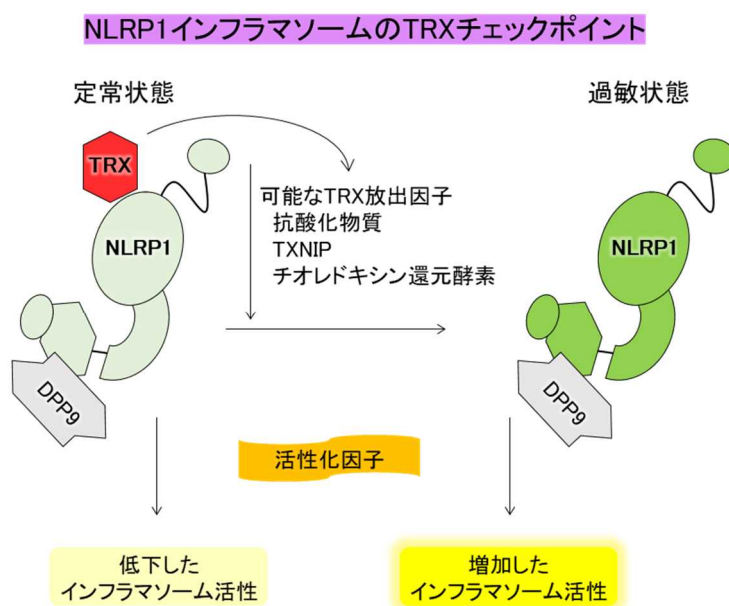 NLRP1インフラマソームのTRXチェックポイント
定常状態
過敏状態
TRX
可能なTRX放出因子
抗酸化物質
TXNIP
チオレドキシン還元酵素
NLRP1
NLRP1
DPP9
DPP9
活性化因子
低下した
インフラマソーム活性
増加した
インフラマソーム活性